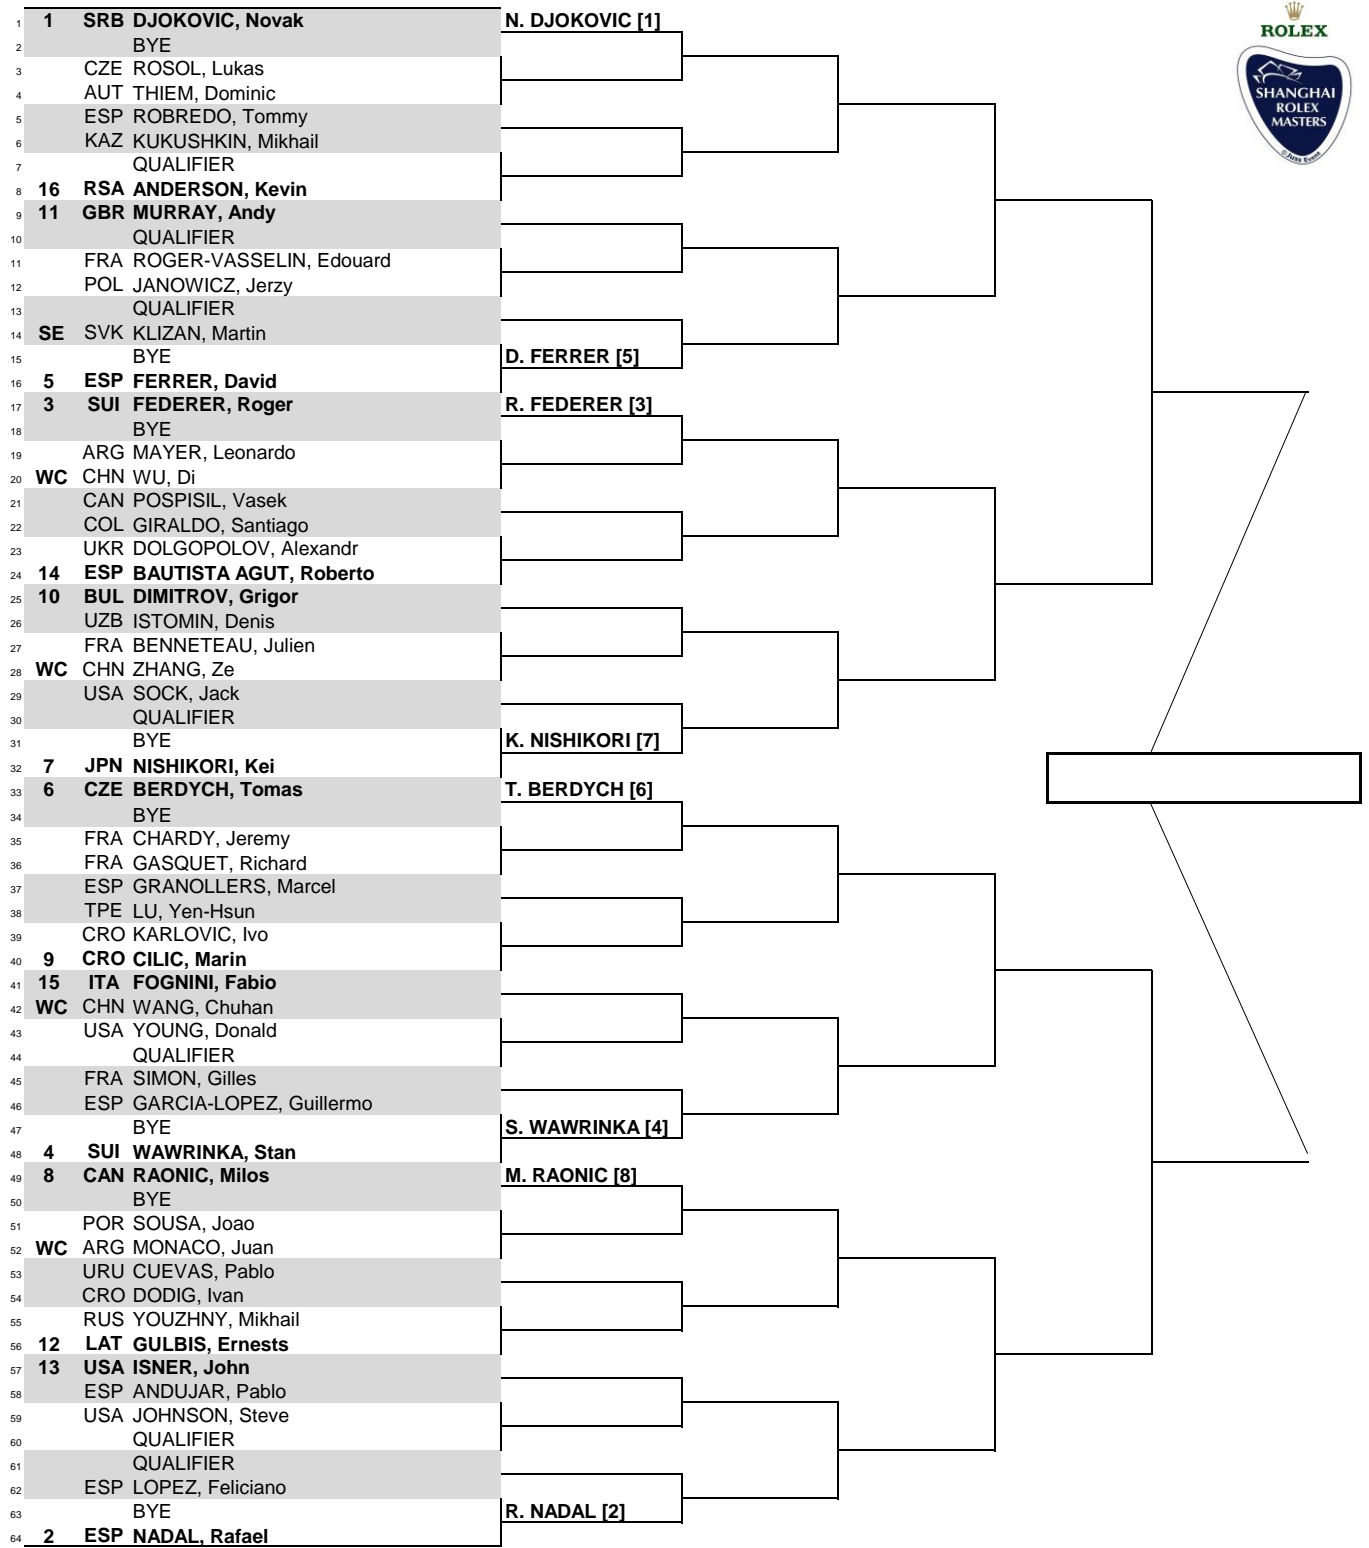 1 1 SRB DJOKOVIC, Novak N. DJOKOVIC [1]
ROLEX
2 BYE
3 CZE ROSOL, Lukas
4 AUT THIEM, Dominic
SHANGHAI
ROLEX
MASTERS
©Juss Event
5 ESP ROBREDO, Tommy
6 KAZ KUKUSHKIN, Mikhail
7 QUALIFIER
8 16 RSA ANDERSON, Kevin
9 11 GBR MURRAY, Andy
10 QUALIFIER
11 FRA ROGER-VASSELIN, Edouard
12 POL JANOWICZ, Jerzy
13 QUALIFIER
14 SE SVK KLIZAN, Martin
15 BYE D. FERRER [5]
16 5 ESP FERRER, David
17 3 SUI FEDERER, Roger R. FEDERER [3]
18 BYE
19 ARG MAYER, Leonardo
20 WC CHN WU, Di
21 CAN POSPISIL, Vasek
22 COL GIRALDO, Santiago
23 UKR DOLGOPOLOV, Alexandr
24 14 ESP BAUTISTA AGUT, Roberto
25 10 BUL DIMITROV, Grigor
26 UZB ISTOMIN, Denis
27 FRA BENNETEAU, Julien
28 WC CHN ZHANG, Ze
29 USA SOCK, Jack
30 QUALIFIER
31 BYE K. NISHIKORI [7]
32 7 JPN NISHIKORI, Kei
33 6 CZE BERDYCH, Tomas T. BERDYCH [6]
34 BYE
35 FRA CHARDY, Jeremy
36 FRA GASQUET, Richard
37 ESP GRANOLLERS, Marcel
38 TPE LU, Yen-Hsun
39 CRO KARLOVIC, Ivo
40 9 CRO CILIC, Marin
41 15 ITA FOGNINI, Fabio
42 WC CHN WANG, Chuhan
43 USA YOUNG, Donald
44 QUALIFIER
45 FRA SIMON, Gilles
46 ESP GARCIA-LOPEZ, Guillermo
47 BYE S. WAWRINKA [4]
48 4 SUI WAWRINKA, Stan
49 8 CAN RAONIC, Milos M. RAONIC [8]
50 BYE
51 POR SOUSA, Joao
52 WC ARG MONACO, Juan
53 URU CUEVAS, Pablo
54 CRO DODIG, Ivan
55 RUS YOUZHNY, Mikhail
56 12 LAT GULBIS, Ernests
57 13 USA ISNER, John
58 ESP ANDUJAR, Pablo
59 USA JOHNSON, Steve
60 QUALIFIER
61 QUALIFIER
62 ESP LOPEZ, Feliciano
63 BYE R. NADAL [2]
64 2 ESP NADAL, Rafael